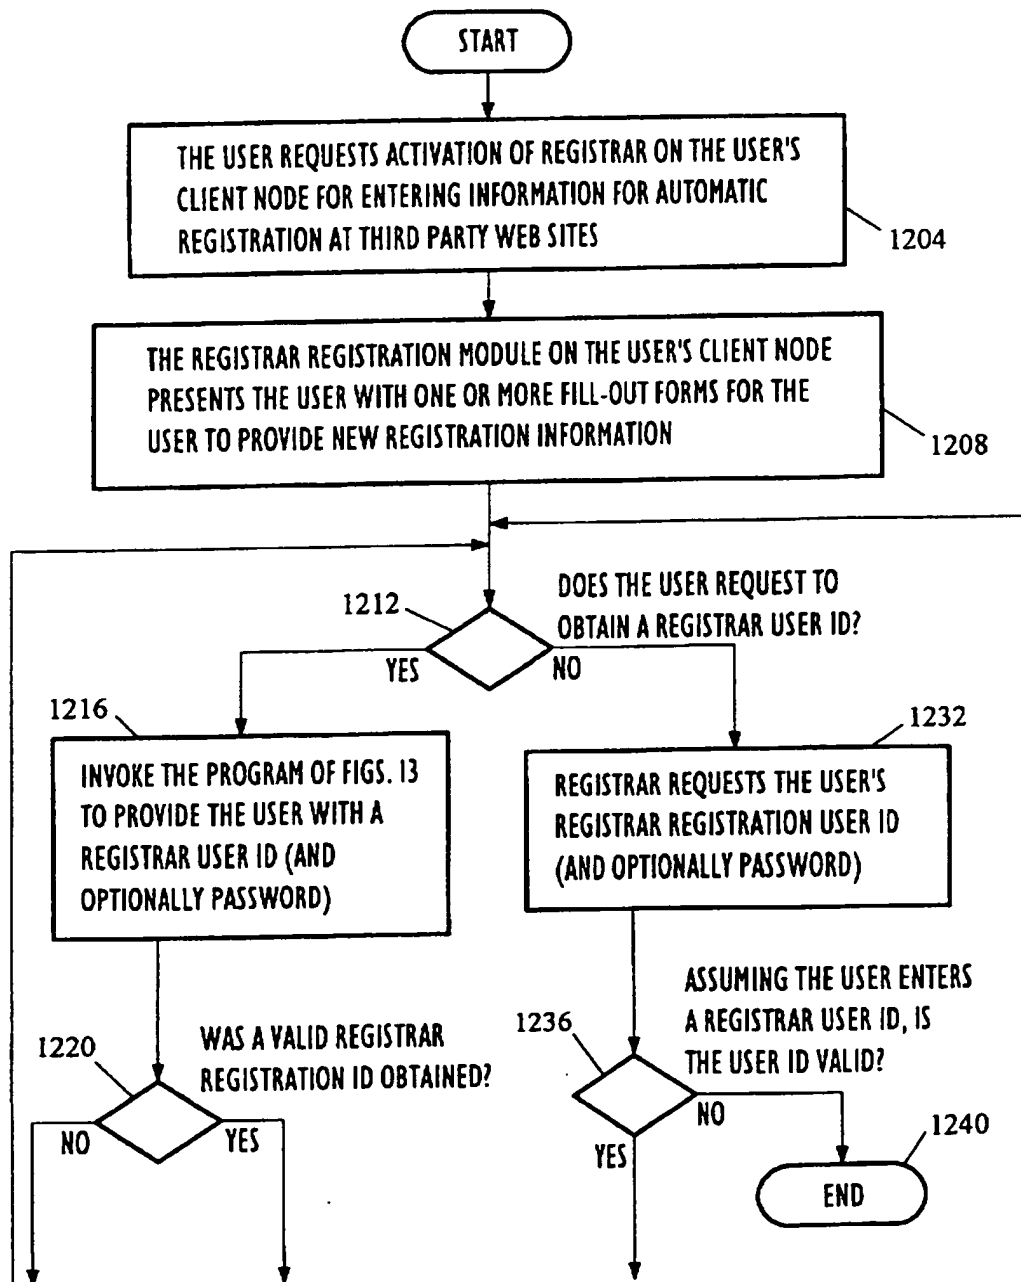 START
THE USER REQUESTS ACTIVATION OF REGISTRAR ON THE USER'S
CLIENT NODE FOR ENTERING INFORMATION FOR AUTOMATIC
REGISTRATION AT THIRD PARTY WEB SITES
1204
THE REGISTRAR REGISTRATION MODULE ON THE USER'S CLIENT NODE
PRESENTS THE USER WITH ONE OR MORE FILL-OUT FORMS FOR THE
USER TO PROVIDE NEW REGISTRATION INFORMATION
1208
1212
DOES THE USER REQUEST TO
OBTAIN A REGISTRAR USER ID?
YES
NO
1216
INVOKE THE PROGRAM OF FIGS. 13
TO PROVIDE THE USER WITH A
REGISTRAR USER ID (AND
OPTIONALLY PASSWORD)
1232
REGISTRAR REQUESTS THE USER'S
REGISTRAR REGISTRATION USER ID
(AND OPTIONALLY PASSWORD)
1220
WAS A VALID REGISTRAR
REGISTRATION ID OBTAINED?
NO
YES
1236
ASSUMING THE USER ENTERS
A REGISTRAR USER ID, IS
THE USER ID VALID?
NO
YES
1240
END